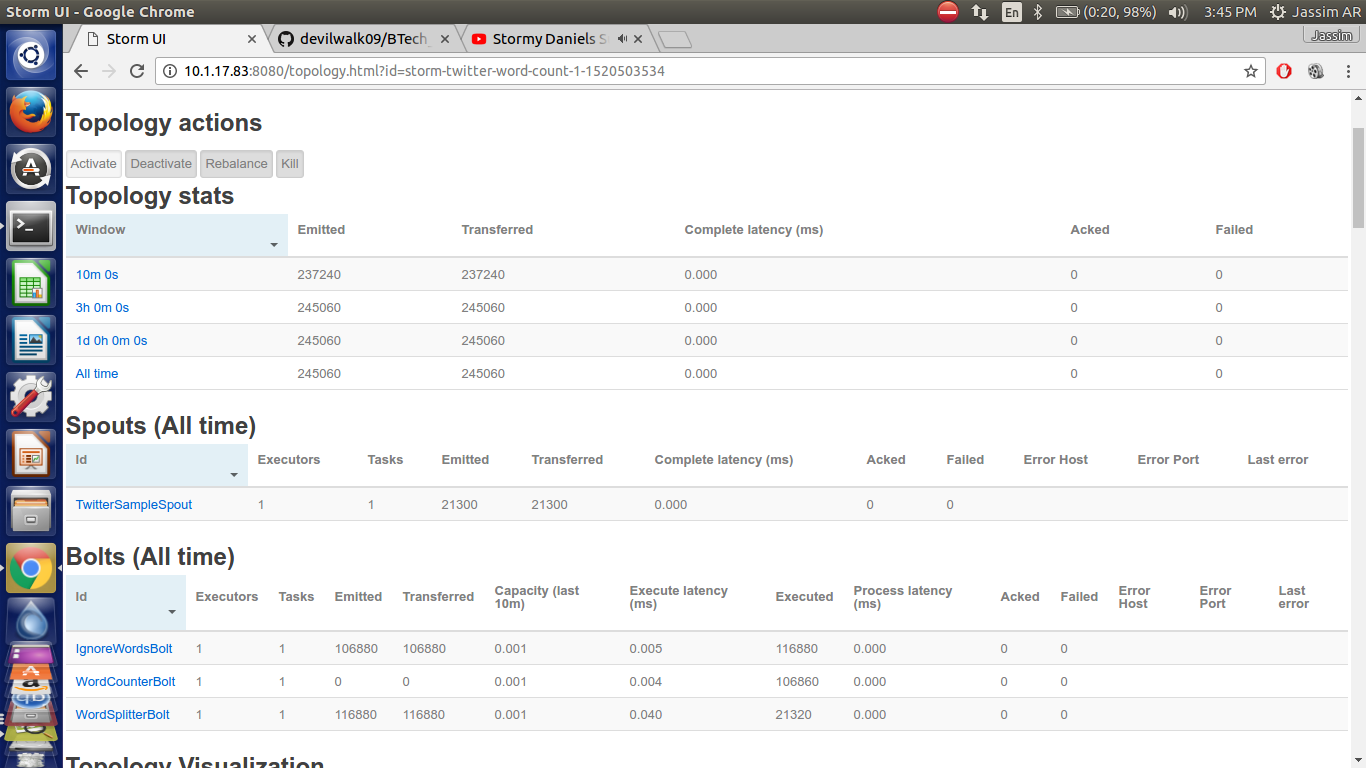 Storm UI - Google Chrome
En
(0:20, 98%)
3:45 PM
Jassim AR
Storm UI
devilwalk09/BTech
Stormy Daniels S
Jassim
10.1.17.83:8080/topology.html?id=storm-twitter-word-count-1-1520503534
Topology actions
Activate Deactivate Rebalance Kill
Topology stats
Window Emitted Transferred Complete latency (ms) Acked Failed
10m 0s 237240 237240 0.000 0 0
3h 0m 0s 245060 245060 0.000 0 0
1d 0h 0m 0s 245060 245060 0.000 0 0
All time 245060 245060 0.000 0 0
Spouts (All time)
Id Executors Tasks Emitted Transferred Complete latency (ms) Acked Failed Error Host Error Port Last error
TwitterSampleSpout 1 1 21300 21300 0.000 0 0
Bolts (All time)
Id Executors Tasks Emitted Transferred Capacity (last 10m) Execute latency (ms) Executed Process latency (ms) Acked Failed Error Host Error Port Last error
IgnoreWordsBolt 1 1 106880 106880 0.001 0.005 116880 0.000 0 0
WordCounterBolt 1 1 0 0 0.001 0.004 106860 0.000 0 0
WordSplitterBolt 1 1 116880 116880 0.001 0.040 21320 0.000 0 0
Topology Visualization